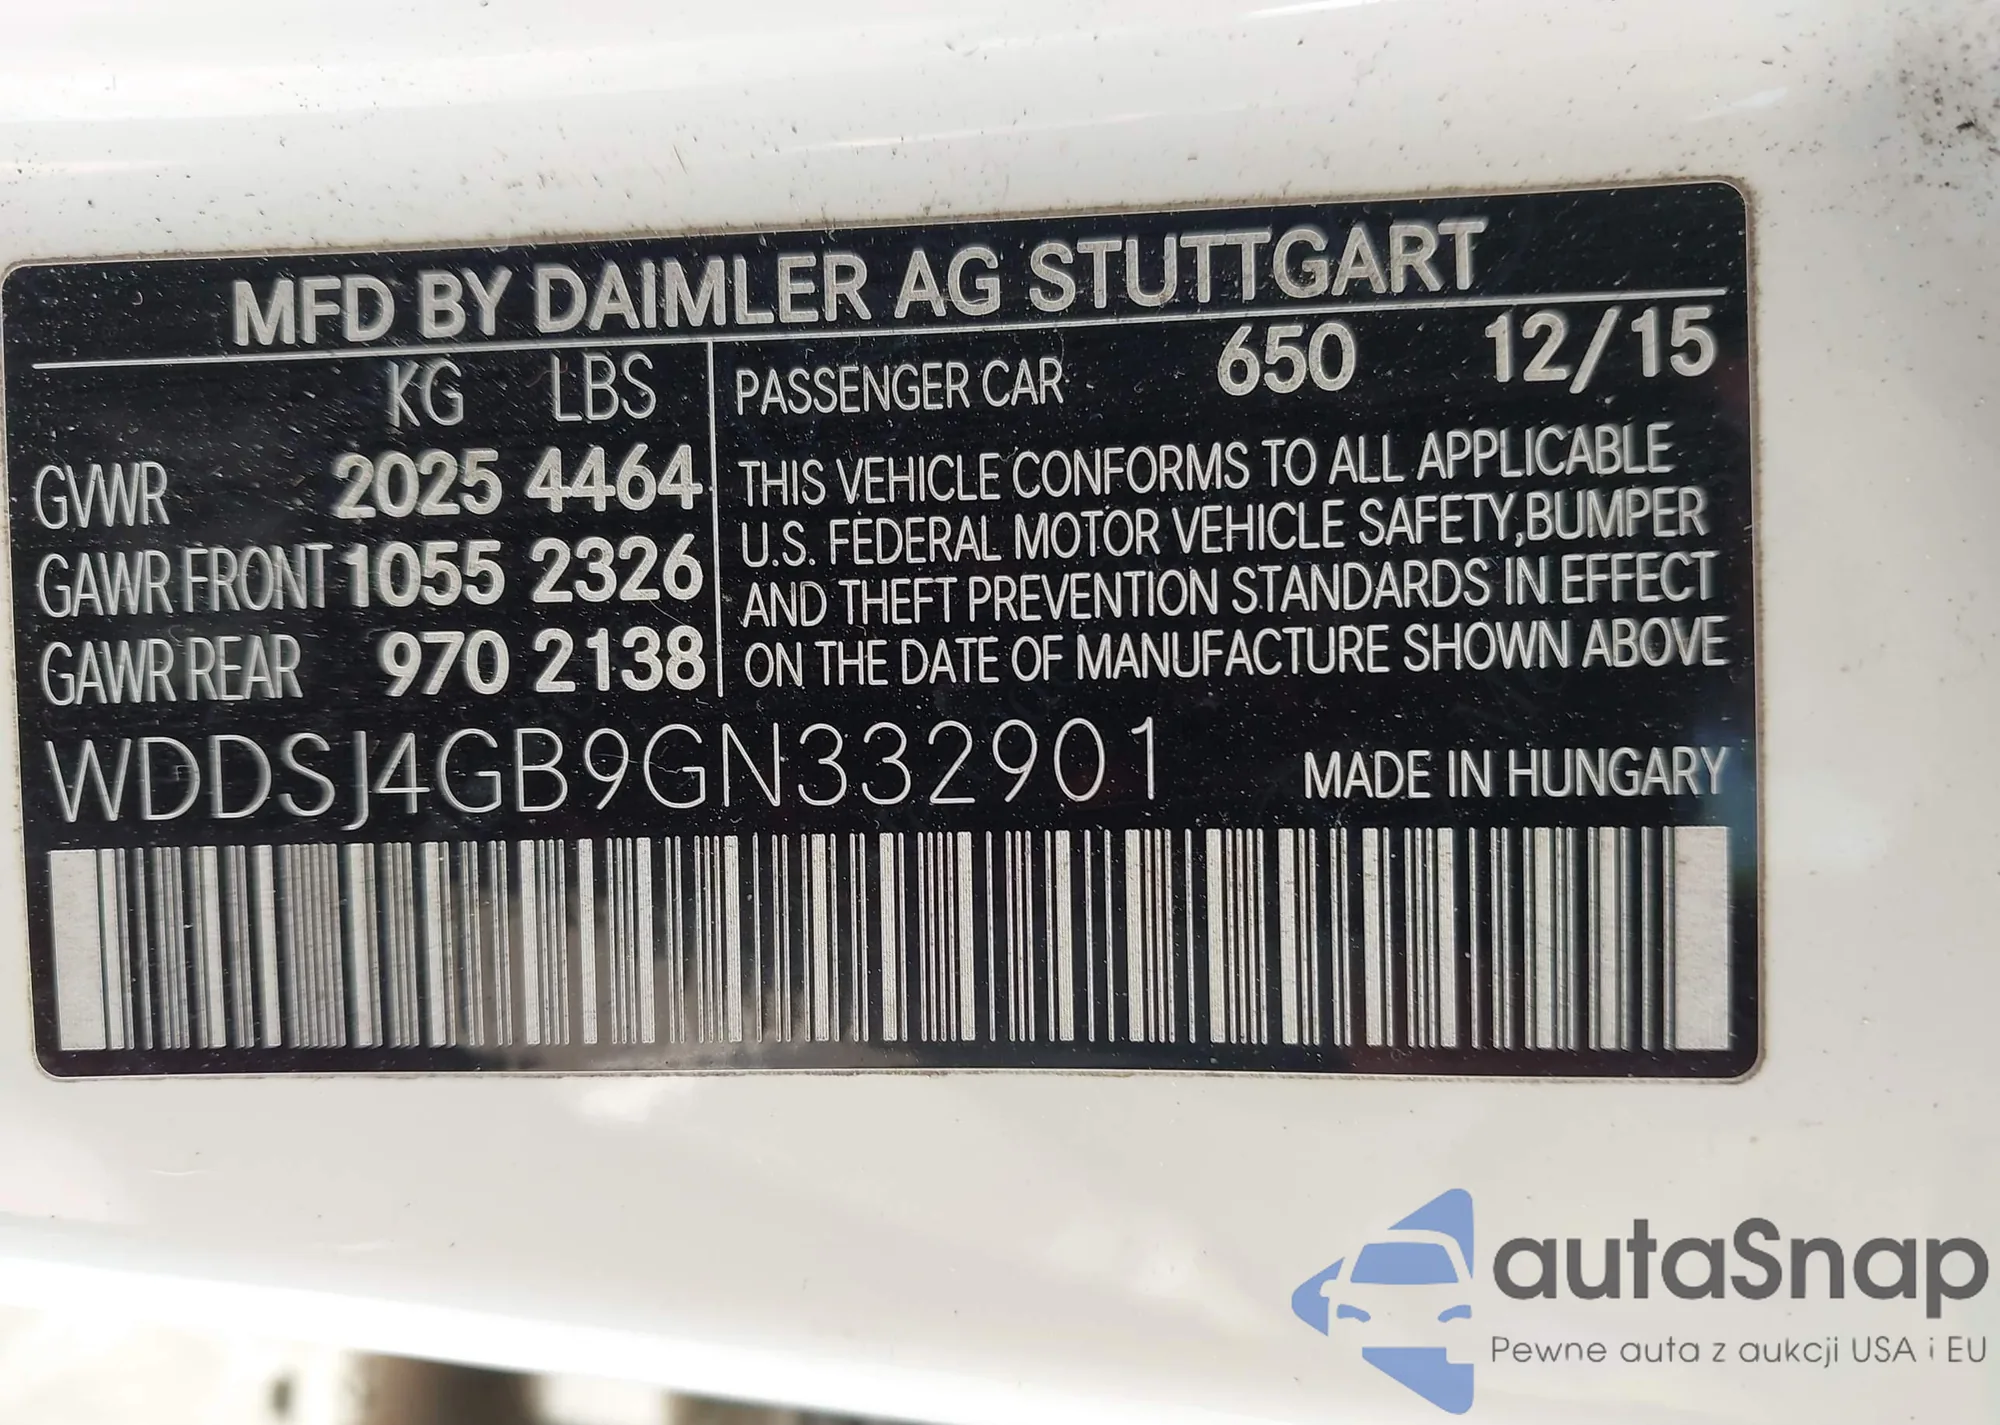 MFD BY DAIMLER AG STUTTGART
KG LBS
GVWR 2025 4464
GAWR FRONT 1055 2326
GAWR REAR 970 2138
PASSENGER CAR 650 12/15
THIS VEHICLE CONFORMS TO ALL APPLICABLE
U.S. FEDERAL MOTOR VEHICLE SAFETY,BUMPER
AND THEFT PREVENTION STANDARDS IN EFFECT
ON THE DATE OF MANUFACTURE SHOWN ABOVE
WDDSJ4GB9GN332901 MADE IN HUNGARY
autaSnap
Pewne auta z aukcji USA i EU